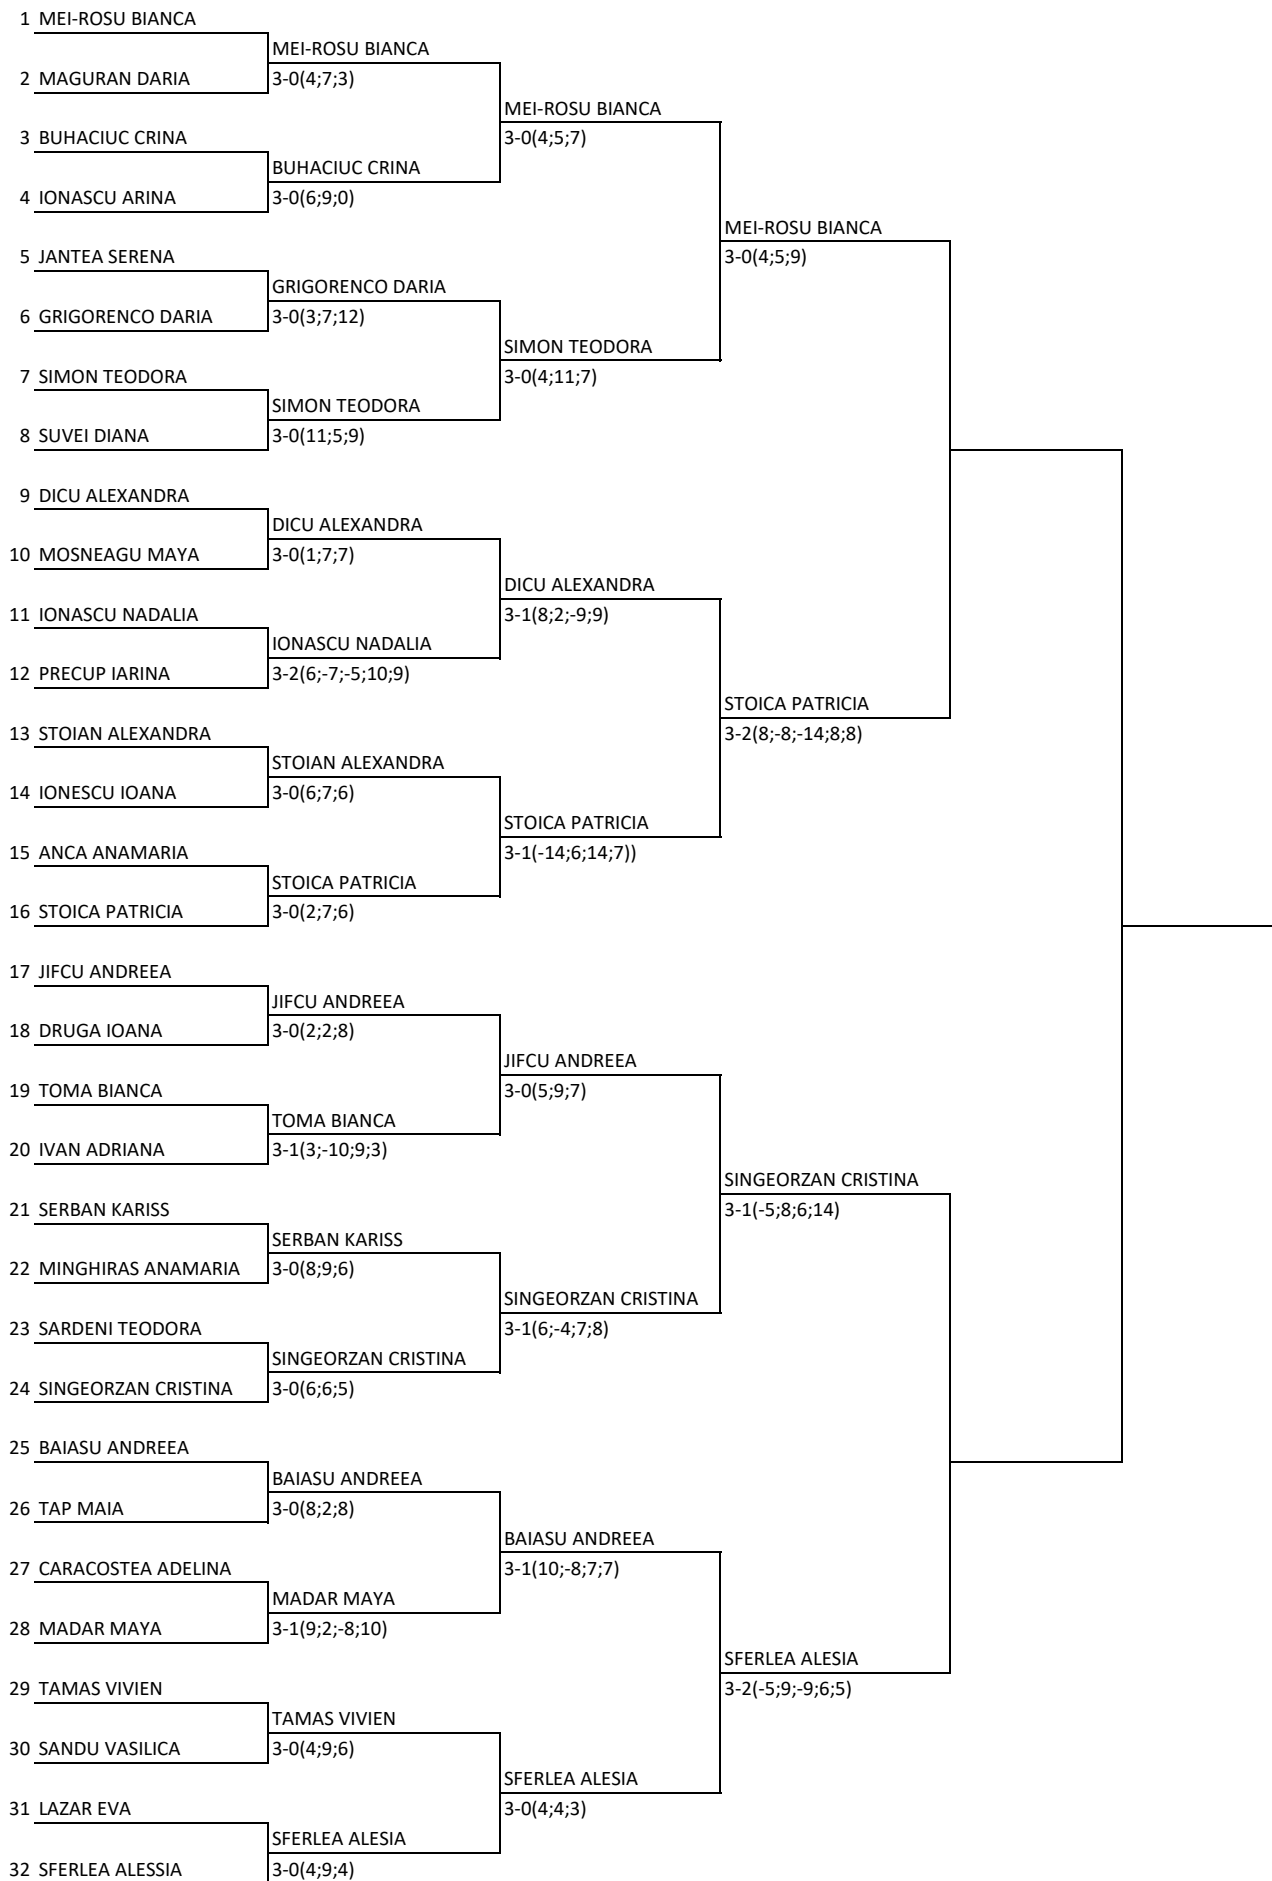 1 MEI-ROSU BIANCA
MEI-ROSU BIANCA
2 MAGURAN DARIA
3-0(4;7;3)
MEI-ROSU BIANCA
3 BUHACIUC CRINA
3-0(4;5;7)
BUHACIUC CRINA
4 IONASCU ARINA
3-0(6;9;0)
MEI-ROSU BIANCA
5 JANTEA SERENA
3-0(4;5;9)
GRIGORENCO DARIA
6 GRIGORENCO DARIA
3-0(3;7;12)
SIMON TEODORA
7 SIMON TEODORA
3-0(4;11;7)
SIMON TEODORA
8 SUVEI DIANA
3-0(11;5;9)
9 DICU ALEXANDRA
DICU ALEXANDRA
10 MOSNEAGU MAYA
3-0(1;7;7)
DICU ALEXANDRA
11 IONASCU NADALIA
3-1(8;2;-9;9)
IONASCU NADALIA
12 PRECUP IARINA
3-2(6;-7;-5;10;9)
STOICA PATRICIA
13 STOIAN ALEXANDRA
3-2(8;-8;-14;8;8)
STOIAN ALEXANDRA
14 IONESCU IOANA
3-0(6;7;6)
STOICA PATRICIA
15 ANCA ANAMARIA
3-1(-14;6;14;7))
STOICA PATRICIA
16 STOICA PATRICIA
3-0(2;7;6)
17 JIFCU ANDREEA
JIFCU ANDREEA
18 DRUGA IOANA
3-0(2;2;8)
JIFCU ANDREEA
19 TOMA BIANCA
3-0(5;9;7)
TOMA BIANCA
20 IVAN ADRIANA
3-1(3;-10;9;3)
SINGEORZAN CRISTINA
21 SERBAN KARISS
3-1(-5;8;6;14)
SERBAN KARISS
22 MINGHIRAS ANAMARIA
3-0(8;9;6)
SINGEORZAN CRISTINA
23 SARDENI TEODORA
3-1(6;-4;7;8)
SINGEORZAN CRISTINA
24 SINGEORZAN CRISTINA
3-0(6;6;5)
25 BAIASU ANDREEA
BAIASU ANDREEA
26 TAP MAIA
3-0(8;2;8)
BAIASU ANDREEA
27 CARACOSTEA ADELINA
3-1(10;-8;7;7)
MADAR MAYA
28 MADAR MAYA
3-1(9;2;-8;10)
SFERLEA ALESIA
29 TAMAS VIVIEN
3-2(-5;9;-9;6;5)
TAMAS VIVIEN
30 SANDU VASILICA
3-0(4;9;6)
SFERLEA ALESIA
31 LAZAR EVA
3-0(4;4;3)
SFERLEA ALESIA
32 SFERLEA ALESSIA
3-0(4;9;4)